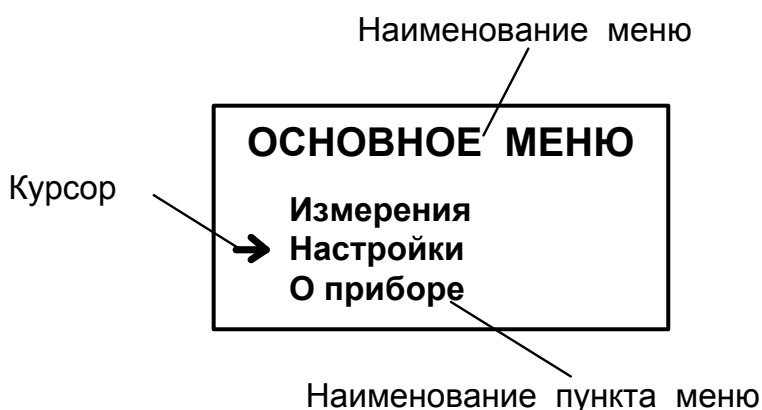 Наименование меню
ОСНОВНОЕ МЕНЮ
Курсор
Измерения
Настройки
О приборе
Наименование пункта меню